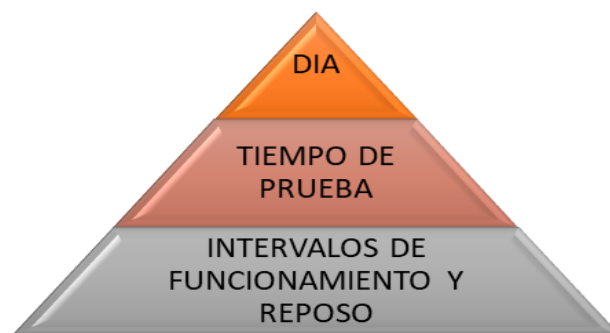 DIA
TIEMPO DE
PRUEBA
INTERVALOS DE
FUNCIONAMIENTO Y
REPOSO